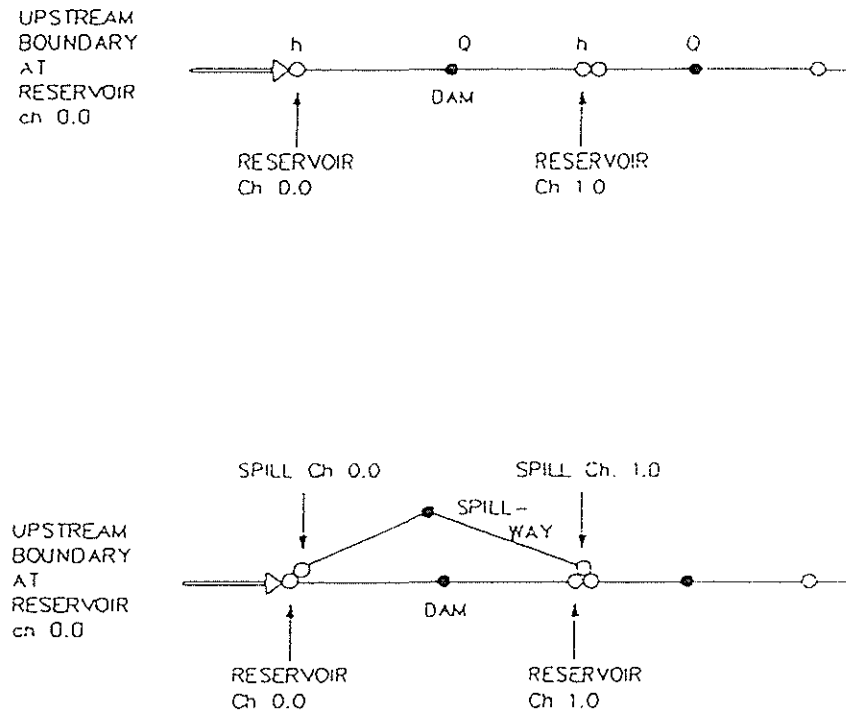 UPSTREAM
BOUNDARY
AT
RESERVOIR
ch 0.0
h
Q
h
Q
DAM
RESERVOIR
Ch 0.0
RESERVOIR
Ch 1.0
SPILL Ch 0.0
SPILL Ch. 1.0
SPILL-
WAY
UPSTREAM
BOUNDARY
AT
RESERVOIR
ch 0.0
DAM
RESERVOIR
Ch 0.0
RESERVOIR
Ch 1.0